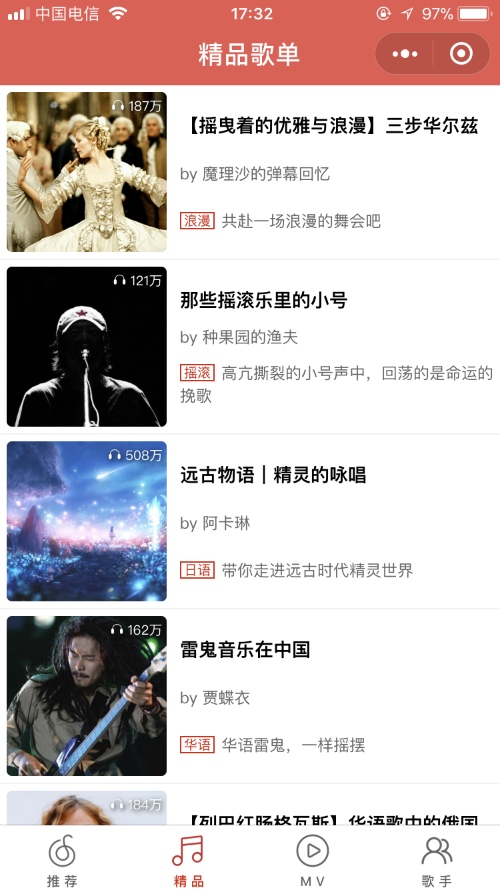 中国电信
17:32
97%
精品歌单
187万
【摇曳着的优雅与浪漫】三步华尔兹
by 魔理沙的弹幕回忆
浪漫 共赴一场浪漫的舞会吧
121万
那些摇滚乐里的小号
by 种果园的渔夫
摇滚 高亢撕裂的小号声中，回荡的是命运的
挽歌
508万
远古物语丨精灵的咏唱
by 阿卡琳
日语 带你走进远古时代精灵世界
162万
雷鬼音乐在中国
by 贾蝶衣
华语 华语雷鬼，一样摇摆
184万
【列巴红肠格瓦斯】华语歌中的俄国
推荐
精品
MV
歌手